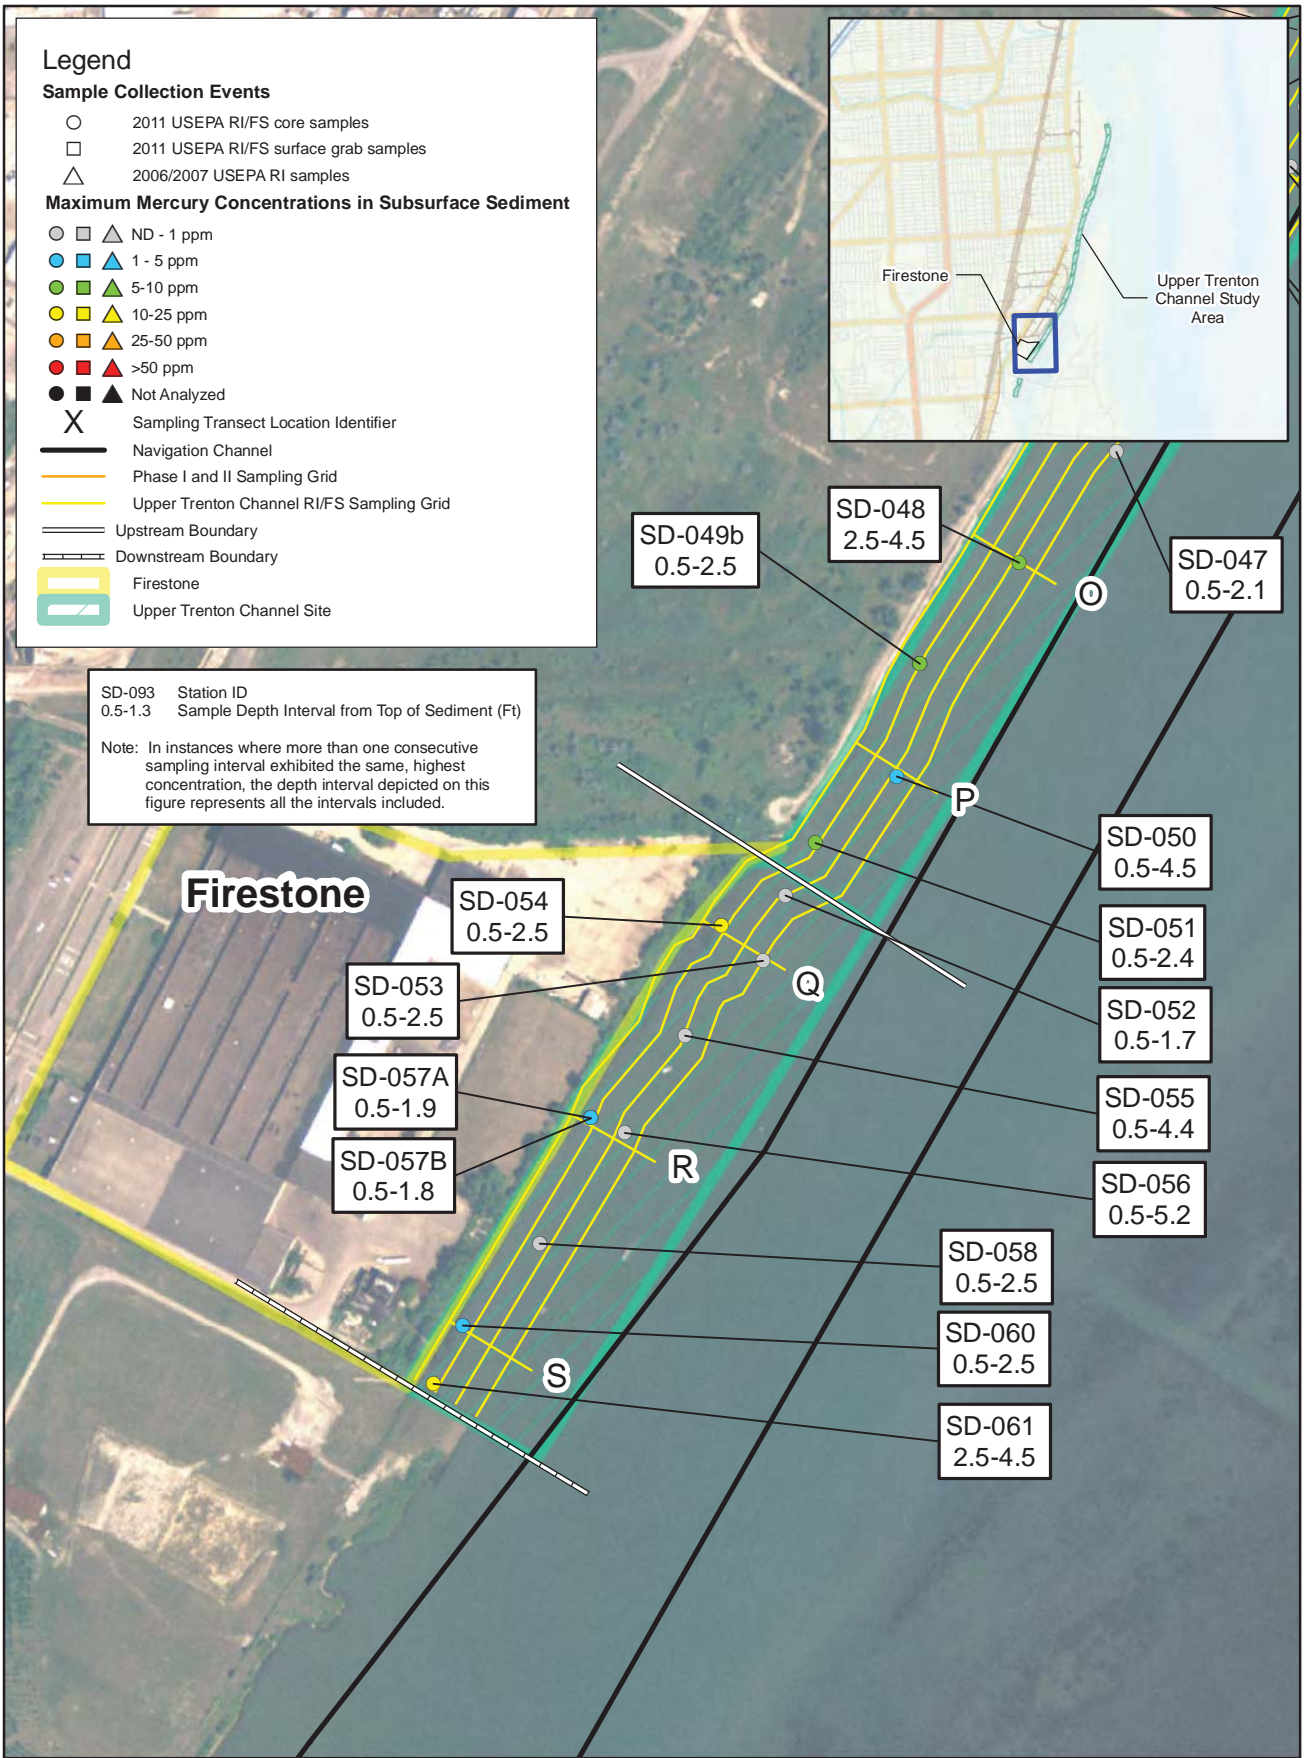 Legend
Sample Collection Events
2011 USEPA RI/FS core samples
2011 USEPA RI/FS surface grab samples
2006/2007 USEPA RI samples
Maximum Mercury Concentrations in Subsurface Sediment
ND - 1 ppm
1 - 5 ppm
5-10 ppm
10-25 ppm
25-50 ppm
>50 ppm
Not Analyzed
X Sampling Transect Location Identifier
Navigation Channel
Phase I and II Sampling Grid
Upper Trenton Channel RI/FS Sampling Grid
Upstream Boundary
Downstream Boundary
Firestone
Upper Trenton Channel Site
Firestone
Upper Trenton
Channel Study
Area
SD-093 Station ID
0.5-1.3 Sample Depth Interval from Top of Sediment (Ft)
Note: In instances where more than one consecutive
sampling interval exhibited the same, highest
concentration, the depth interval depicted on this
figure represents all the intervals included.
SD-049b
0.5-2.5
SD-048
2.5-4.5
SD-047
0.5-2.1
O
P
SD-050
0.5-4.5
Firestone
SD-054
0.5-2.5
SD-051
0.5-2.4
SD-053
0.5-2.5
Q
SD-052
0.5-1.7
SD-057A
0.5-1.9
SD-055
0.5-4.4
SD-057B
0.5-1.8
R
SD-056
0.5-5.2
SD-058
0.5-2.5
SD-060
0.5-2.5
S
SD-061
2.5-4.5